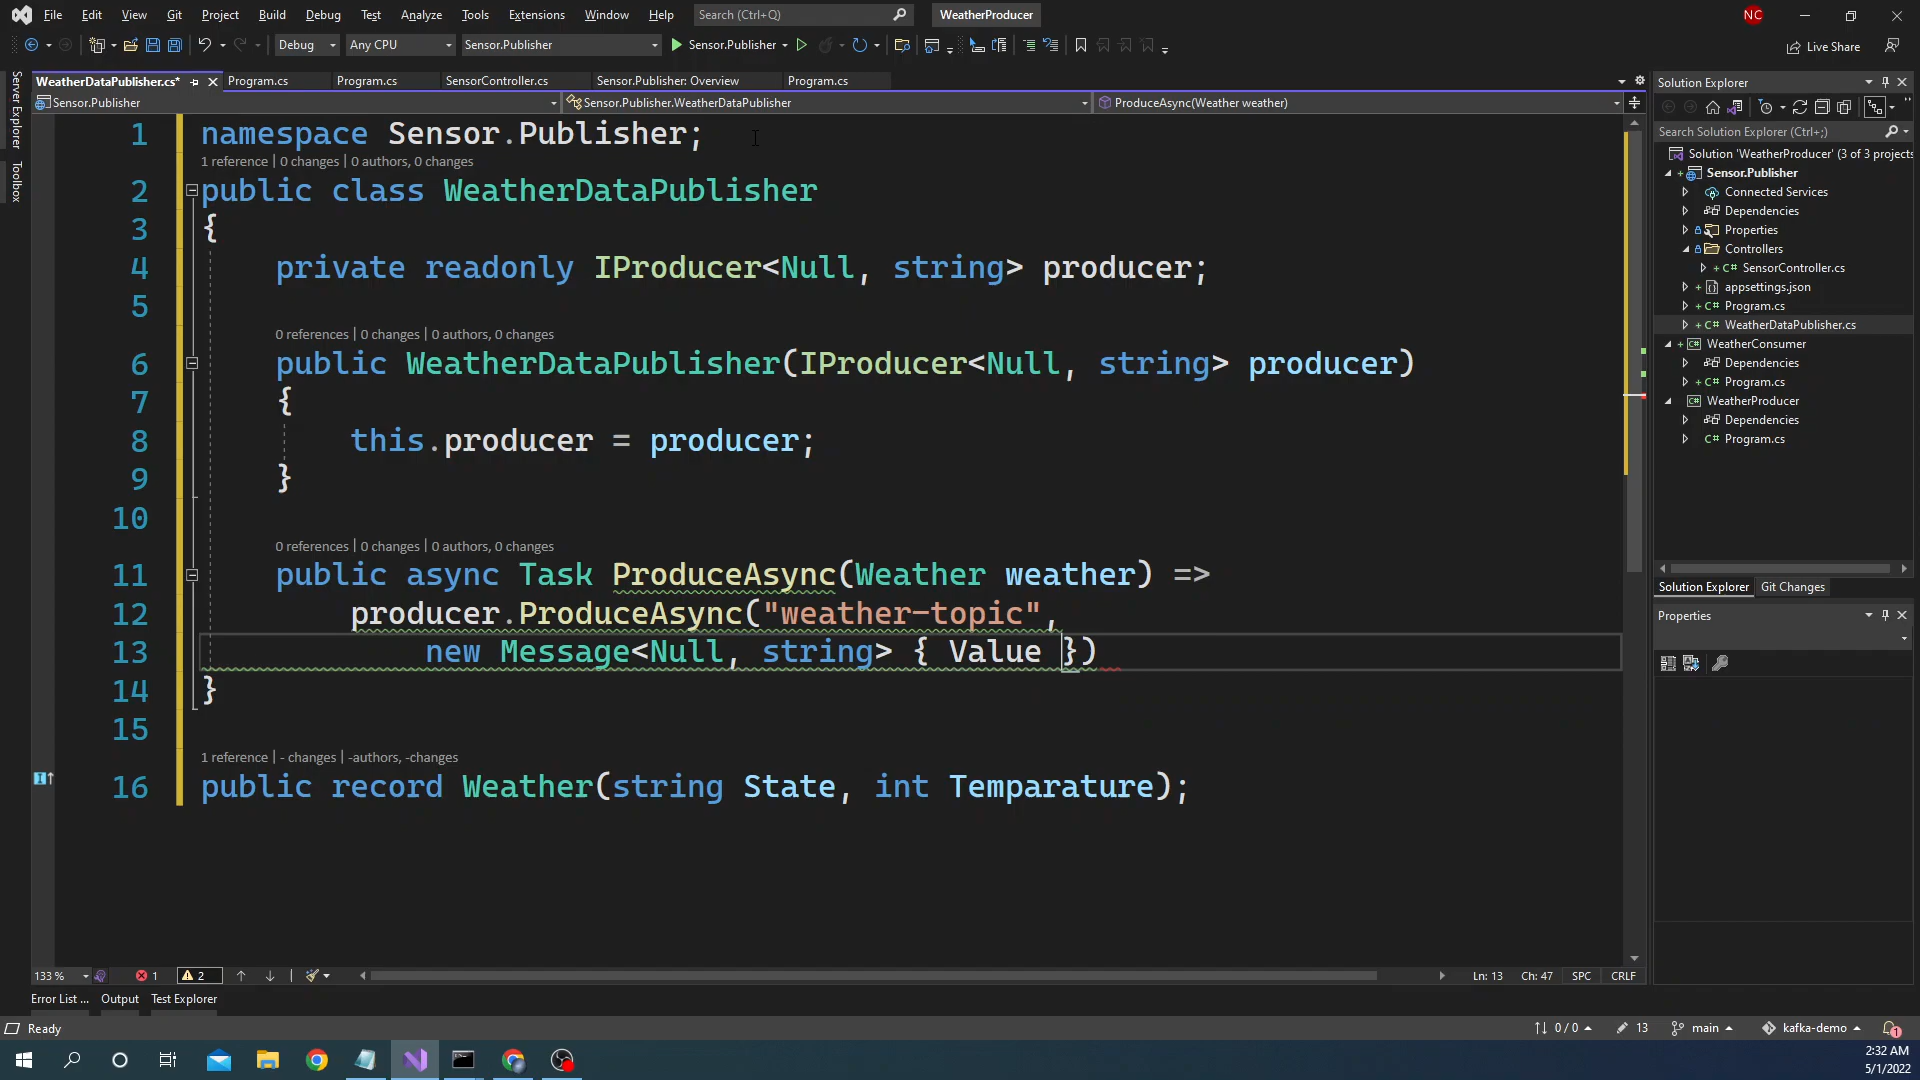 File Edit View Git Project Build Debug Test Analyze Tools Extensions Window Help Search (Ctrl+Q) WeatherProducer NC
Debug Any CPU Sensor.Publisher Sensor.Publisher Live Share
Server Explorer
Toolbox
WeatherDataPublisher.cs* Program.cs Program.cs SensorController.cs Sensor.Publisher: Overview Program.cs
Sensor.Publisher Sensor.Publisher.WeatherDataPublisher ProduceAsync(Weather weather)
1 namespace Sensor.Publisher;
1 reference | 0 changes | 0 authors, 0 changes
2 public class WeatherDataPublisher
3 {
4 private readonly IProducer<Null, string> producer;
5
0 references | 0 changes | 0 authors, 0 changes
6 public WeatherDataPublisher(IProducer<Null, string> producer)
7 {
8 this.producer = producer;
9 }
10
0 references | 0 changes | 0 authors, 0 changes
11 public async Task ProduceAsync(Weather weather) =>
12 producer.ProduceAsync("weather-topic",
13 new Message<Null, string> { Value })
14 }
15
1 reference | - changes | -authors, -changes
16 public record Weather(string State, int Temparature);
133 % 1 2 Ln: 13 Ch: 47 SPC CRLF
Error List ... Output Test Explorer
Solution Explorer
Search Solution Explorer (Ctrl+;)
Solution 'WeatherProducer' (3 of 3 projects
Sensor.Publisher
Connected Services
Dependencies
Properties
Controllers
C# SensorController.cs
appsettings.json
C# Program.cs
C# WeatherDataPublisher.cs
WeatherConsumer
Dependencies
C# Program.cs
WeatherProducer
Dependencies
C# Program.cs
Solution Explorer Git Changes
Properties
Ready 0 / 0 13 main kafka-demo 1
2:32 AM
5/1/2022